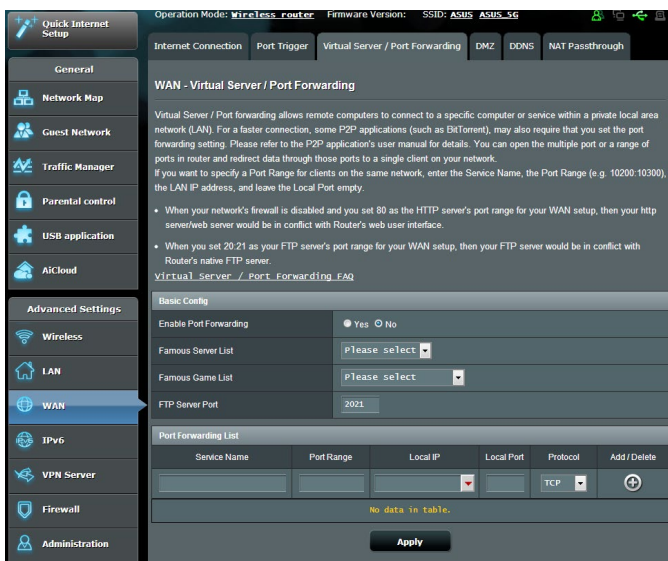 Quick Internet
Setup
General
Network Map
Guest Network
Traffic Manager
Parental control
USB application
AiCloud
Advanced Settings
Wireless
LAN
WAN
IPv6
VPN Server
Firewall
Administration
Operation Mode: Wireless router Firmware Version: SSID: ASUS ASUS_5G
Internet Connection Port Trigger Virtual Server / Port Forwarding DMZ DDNS NAT Passthrough
WAN - Virtual Server / Port Forwarding
Virtual Server / Port forwarding allows remote computers to connect to a specific computer or service within a private local area
network (LAN). For a faster connection, some P2P applications (such as BitTorrent), may also require that you set the port
forwarding setting. Please refer to the P2P application's user manual for details. You can open the multiple port or a range of
ports in router and redirect data through those ports to a single client on your network.
If you want to specify a Port Range for clients on the same network, enter the Service Name, the Port Range (e.g. 10200:10300),
the LAN IP address, and leave the Local Port empty.
• When your network's firewall is disabled and you set 80 as the HTTP server's port range for your WAN setup, then your http
server/web server would be in conflict with Router's web user interface.
• When you set 20:21 as your FTP server's port range for your WAN setup, then your FTP server would be in conflict with
Router's native FTP server.
Virtual Server / Port Forwarding FAQ
Basic Config
Enable Port Forwarding Yes No
Famous Server List Please select
Famous Game List Please select
FTP Server Port 2021
Port Forwarding List
Service Name Port Range Local IP Local Port Protocol Add / Delete
TCP
No data in table.
Apply